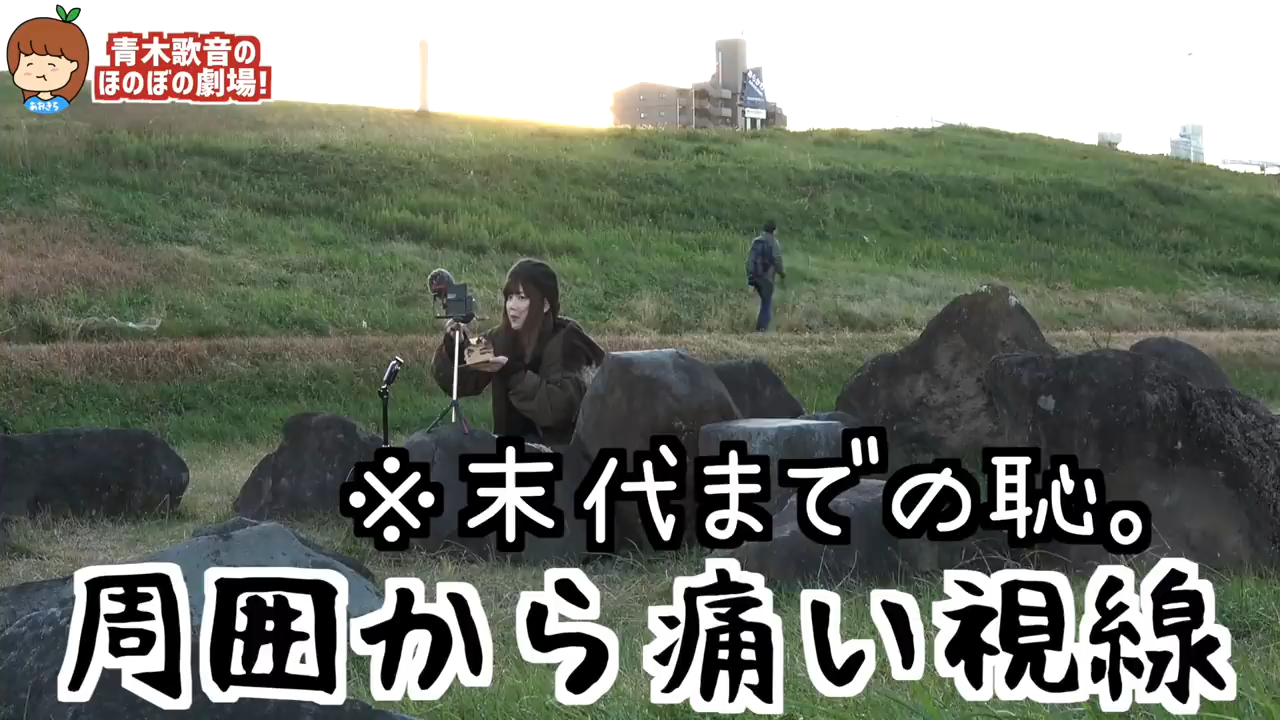 青木歌音の
ほのぼの劇場!
あおきち
※末代までの恥。
周囲から痛い視線